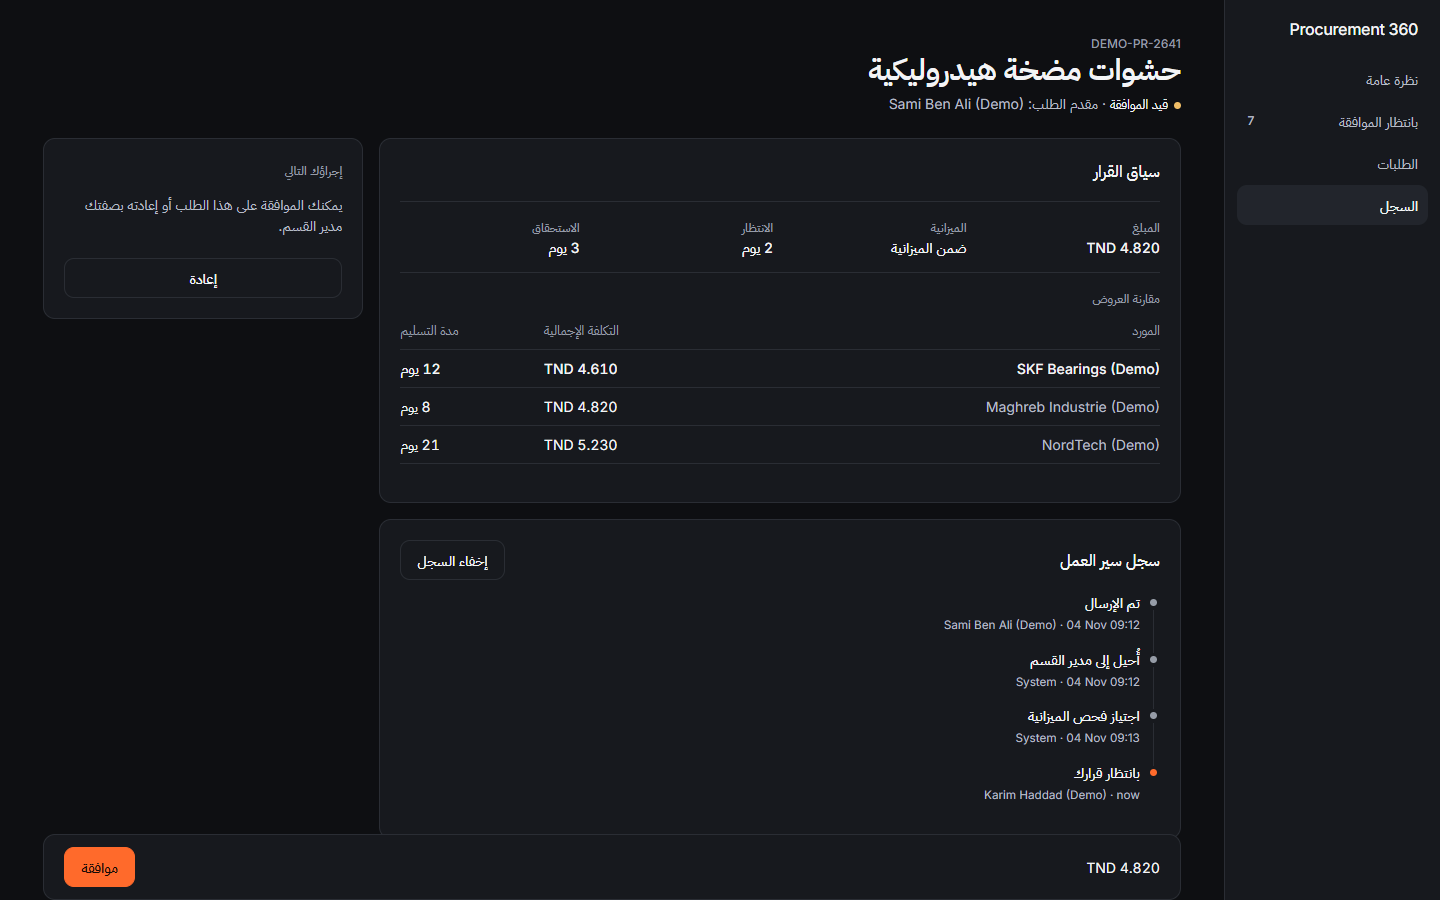 Procurement 360
نظرة عامة
بانتظار الموافقة 7
الطلبات
السجل
DEMO-PR-2641
حشوات مضخة هيدروليكية
قيد الموافقة · مقدم الطلب: Sami Ben Ali (Demo)
سياق القرار
المبلغ الميزانية الانتظار الاستحقاق
TND 4.820 ضمن الميزانية 2 يوم 3 يوم
مقارنة العروض
المورد التكلفة الإجمالية مدة التسليم
SKF Bearings (Demo) TND 4.610 12 يوم
Maghreb Industrie (Demo) TND 4.820 8 يوم
NordTech (Demo) TND 5.230 21 يوم
إجراؤك التالي
يمكنك الموافقة على هذا الطلب أو إعادته بصفتك
مدير القسم.
إعادة
سجل سير العمل إخفاء السجل
تم الإرسال
Sami Ben Ali (Demo) · 04 Nov 09:12
أُحيل إلى مدير القسم
System · 04 Nov 09:12
اجتياز فحص الميزانية
System · 04 Nov 09:13
بانتظار قرارك
Karim Haddad (Demo) · now
TND 4.820 موافقة